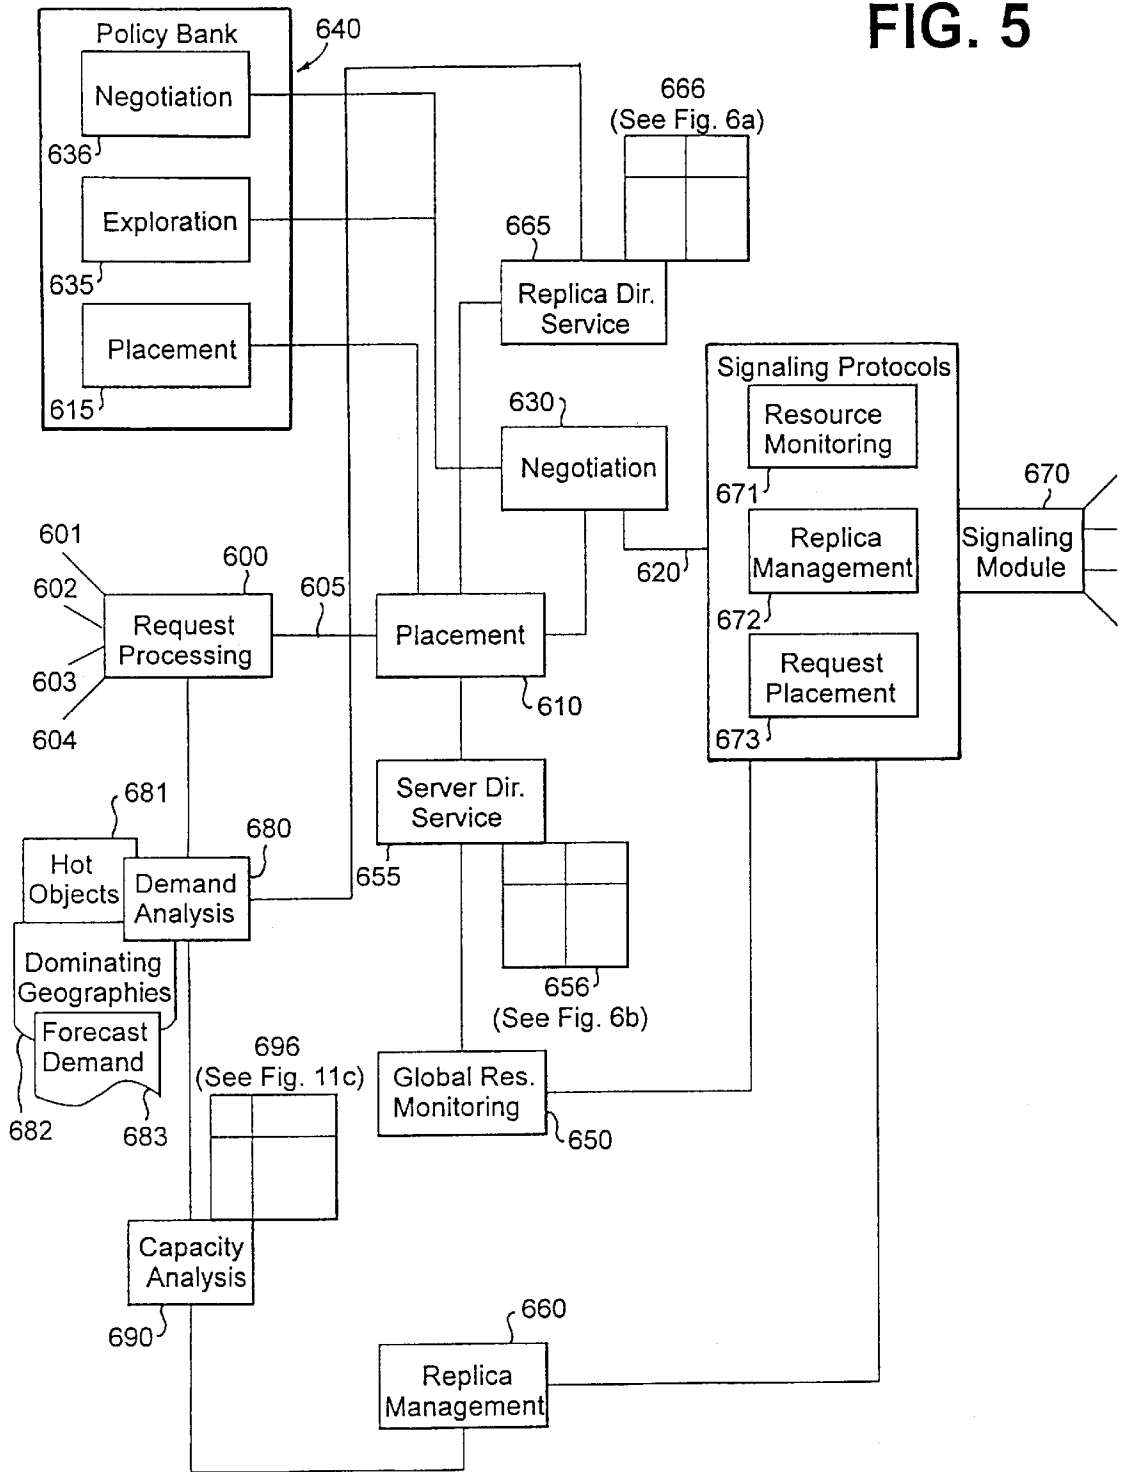 FIG. 5
Policy Bank
640
Negotiation
636
Exploration
635
Placement
615
666
(See Fig. 6a)
665
Replica Dir.
Service
630
Negotiation
Signaling Protocols
Resource
Monitoring
671
Replica
Management
672
Request
Placement
673
670
Signaling
Module
620
601
602
603
604
600
Request
Processing
605
Placement
610
Server Dir.
Service
655
656
(See Fig. 6b)
681
Hot
Objects
680
Demand
Analysis
Dominating
Geographies
Forecast
Demand
682
683
696
(See Fig. 11c)
Global Res.
Monitoring
650
Capacity
Analysis
690
660
Replica
Management